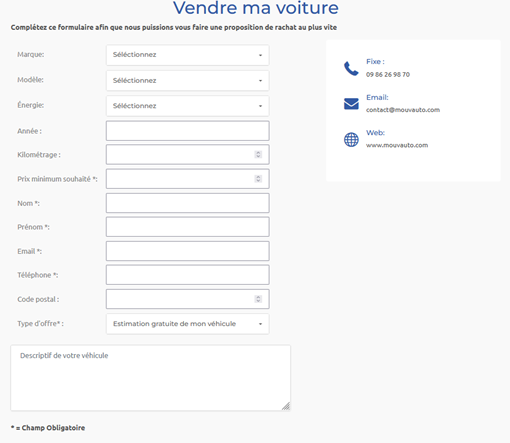 Vendre ma voiture
Complétez ce formulaire afin que nous puissions vous faire une proposition de rachat au plus vite
Marque:
Séléctionnez
Modèle:
Séléctionnez
Énergie:
Séléctionnez
Année :
Kilométrage :
Prix minimum souhaité *:
Nom *:
Prénom *:
Email *:
Téléphone *:
Code postal :
Type d'offre* :
Estimation gratuite de mon véhicule
Descriptif de votre véhicule
* = Champ Obligatoire
Fixe :
09 86 26 98 70
Email:
contact@mouvauto.com
Web:
www.mouvauto.com